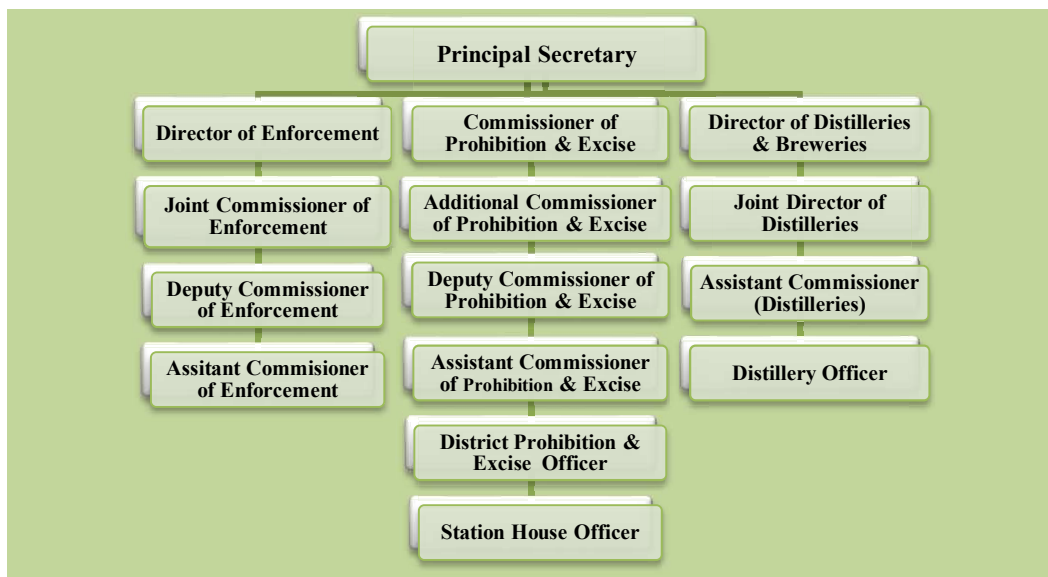 Principal Secretary
Director of Enforcement
Joint Commissioner of
Enforcement
Deputy Commissioner
of Enforcement
Assitant Commisioner
of Enforcement
Commissioner of
Prohibition & Excise
Additional Commissioner
of Prohibition & Excise
Deputy Commissioner of
Prohibition & Excise
Assistant Commissioner
of Prohibition & Excise
District Prohibition &
Excise Officer
Station House Officer
Director of Distilleries
& Breweries
Joint Director of
Distilleries
Assistant Commissioner
(Distilleries)
Distillery Officer